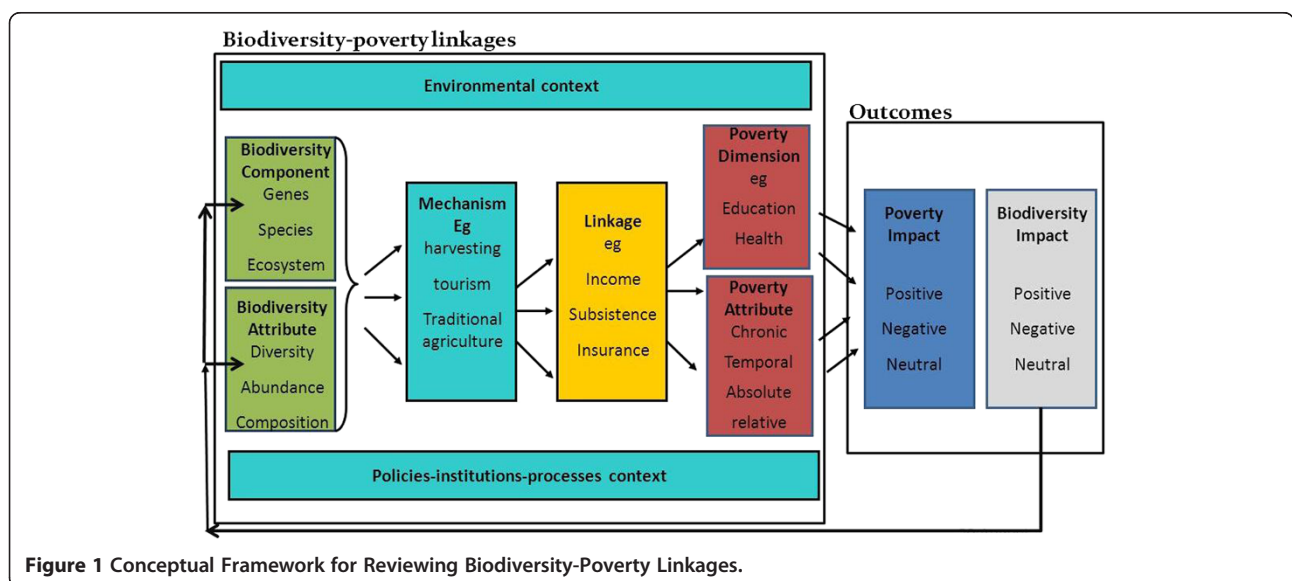 Biodiversity-poverty linkages
Environmental context
Biodiversity
Component
Genes
Species
Ecosystem
Biodiversity
Attribute
Diversity
Abundance
Composition
Mechanism
Eg
harvesting
tourism
Traditional
agriculture
Linkage
eg
Income
Subsistence
Insurance
Poverty
Dimension
eg
Education
Health
Poverty
Attribute
Chronic
Temporal
Absolute
relative
Policies-institutions-processes context
Outcomes
Poverty
Impact
Positive
Negative
Neutral
Biodiversity
Impact
Positive
Negative
Neutral
Figure 1 Conceptual Framework for Reviewing Biodiversity-Poverty Linkages.